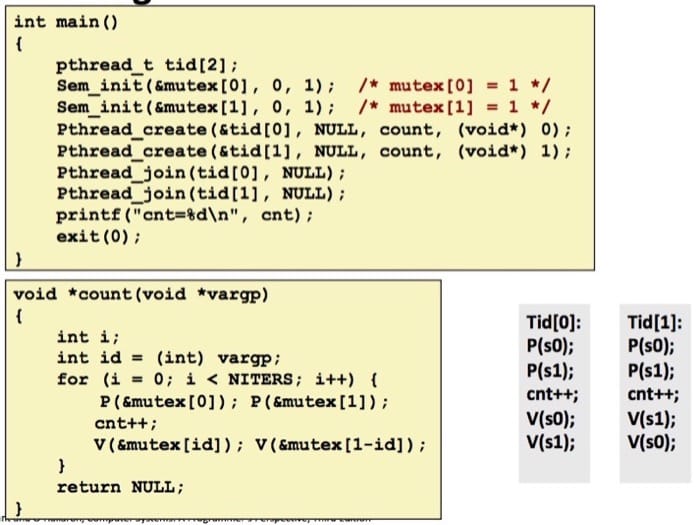 int main()
{
pthread_t tid[2];
Sem_init(&mutex[0], 0, 1); /* mutex[0] = 1 */
Sem_init(&mutex[1], 0, 1); /* mutex[1] = 1 */
Pthread_create(&tid[0], NULL, count, (void*) 0);
Pthread_create(&tid[1], NULL, count, (void*) 1);
Pthread_join(tid[0], NULL);
Pthread_join(tid[1], NULL);
printf("cnt=%d\n", cnt);
exit(0);
}
void *count(void *vargp)
{
int i;
int id = (int) vargp;
for (i = 0; i < NITERS; i++) {
P(&mutex[0]); P(&mutex[1]);
cnt++;
V(&mutex[id]); V(&mutex[1-id]);
}
return NULL;
}
Tid[0]:
P(s0);
P(s1);
cnt++;
V(s0);
V(s1);
Tid[1]:
P(s0);
P(s1);
cnt++;
V(s1);
V(s0);